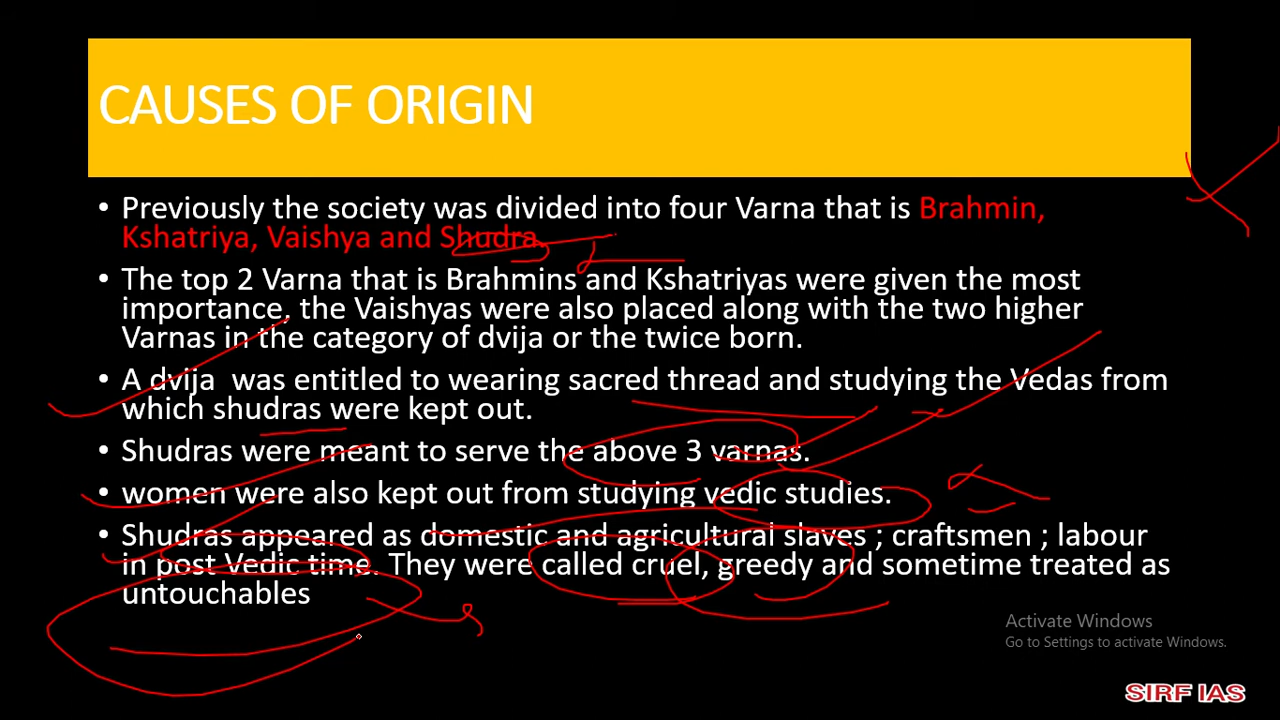 CAUSES OF ORIGIN
• Previously the society was divided into four Varna that is Brahmin,
Kshatriya, Vaishya and Shudra.
• The top 2 Varna that is Brahmins and Kshatriyas were given the most
importance, the Vaishyas were also placed along with the two higher
Varnas in the category of dvija or the twice born.
• A dvija was entitled to wearing sacred thread and studying the Vedas from
which shudras were kept out.
• Shudras were meant to serve the above 3 varnas.
• women were also kept out from studying vedic studies.
• Shudras appeared as domestic and agricultural slaves ; craftsmen ; labour
in post Vedic time. They were called cruel, greedy and sometime treated as
untouchables
Activate Windows
Go to Settings to activate Windows.
SIRF IAS